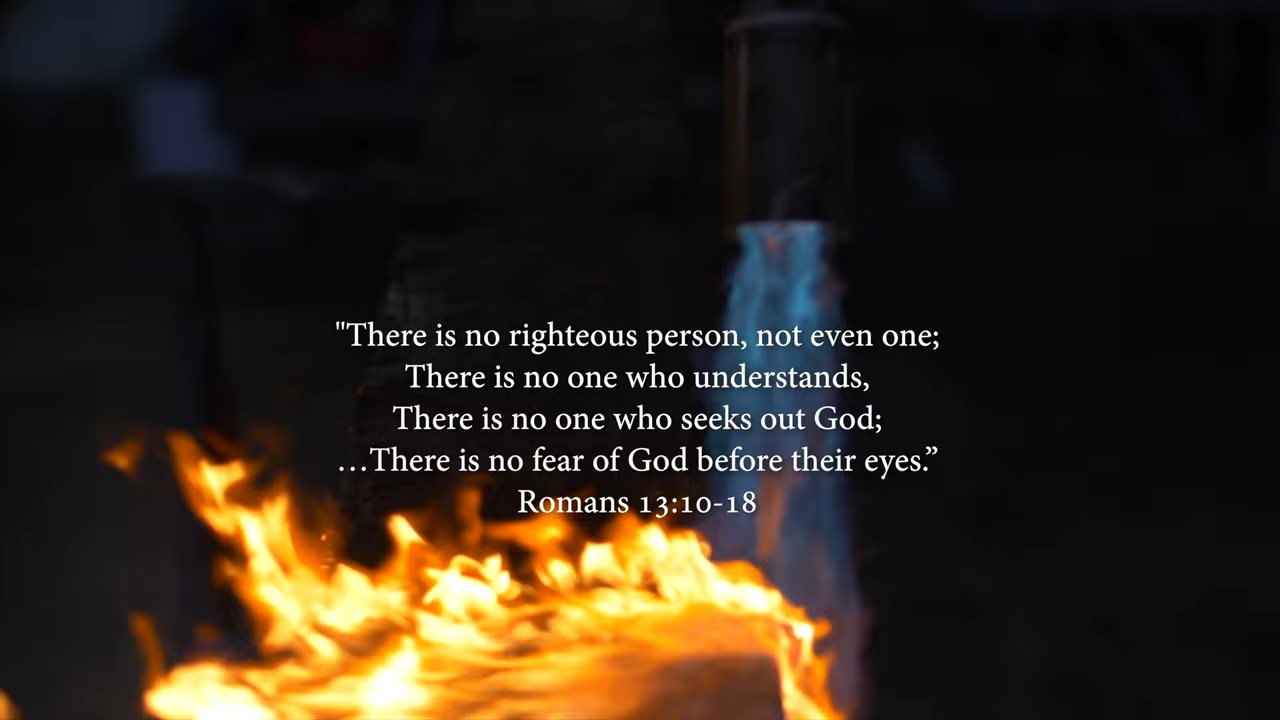 "There is no righteous person, not even one;
There is no one who understands,
There is no one who seeks out God;
…There is no fear of God before their eyes.”
Romans 13:10-18